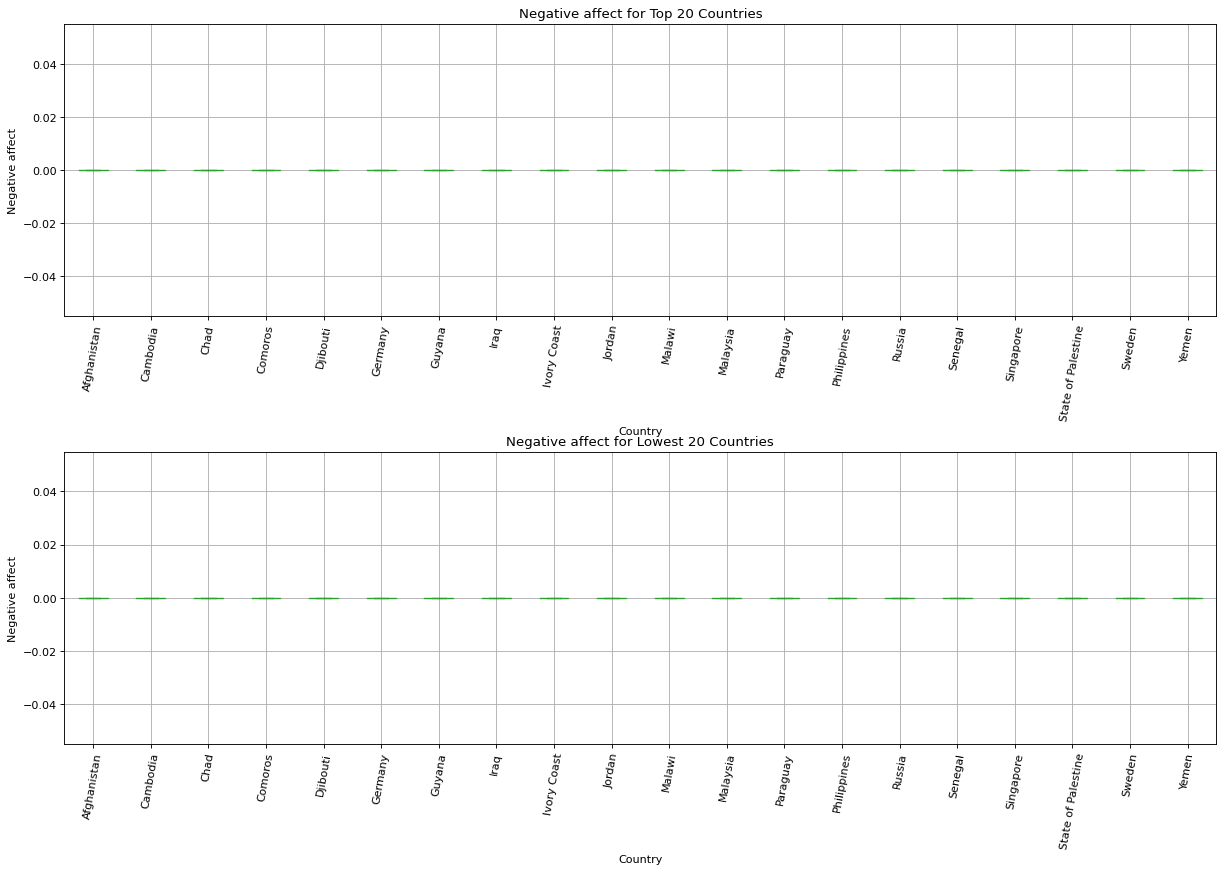 Negative affect for Top 20 Countries
Negative affect
0.04
0.02
0.00
−0.02
−0.04
Afghanistan
Cambodia
Chad
Comoros
Djibouti
Germany
Guyana
Iraq
Ivory Coast
Jordan
Malawi
Malaysia
Paraguay
Philippines
Russia
Senegal
Singapore
State of Palestine
Sweden
Yemen
Country
Negative affect for Lowest 20 Countries
Negative affect
0.04
0.02
0.00
−0.02
−0.04
Afghanistan
Cambodia
Chad
Comoros
Djibouti
Germany
Guyana
Iraq
Ivory Coast
Jordan
Malawi
Malaysia
Paraguay
Philippines
Russia
Senegal
Singapore
State of Palestine
Sweden
Yemen
Country